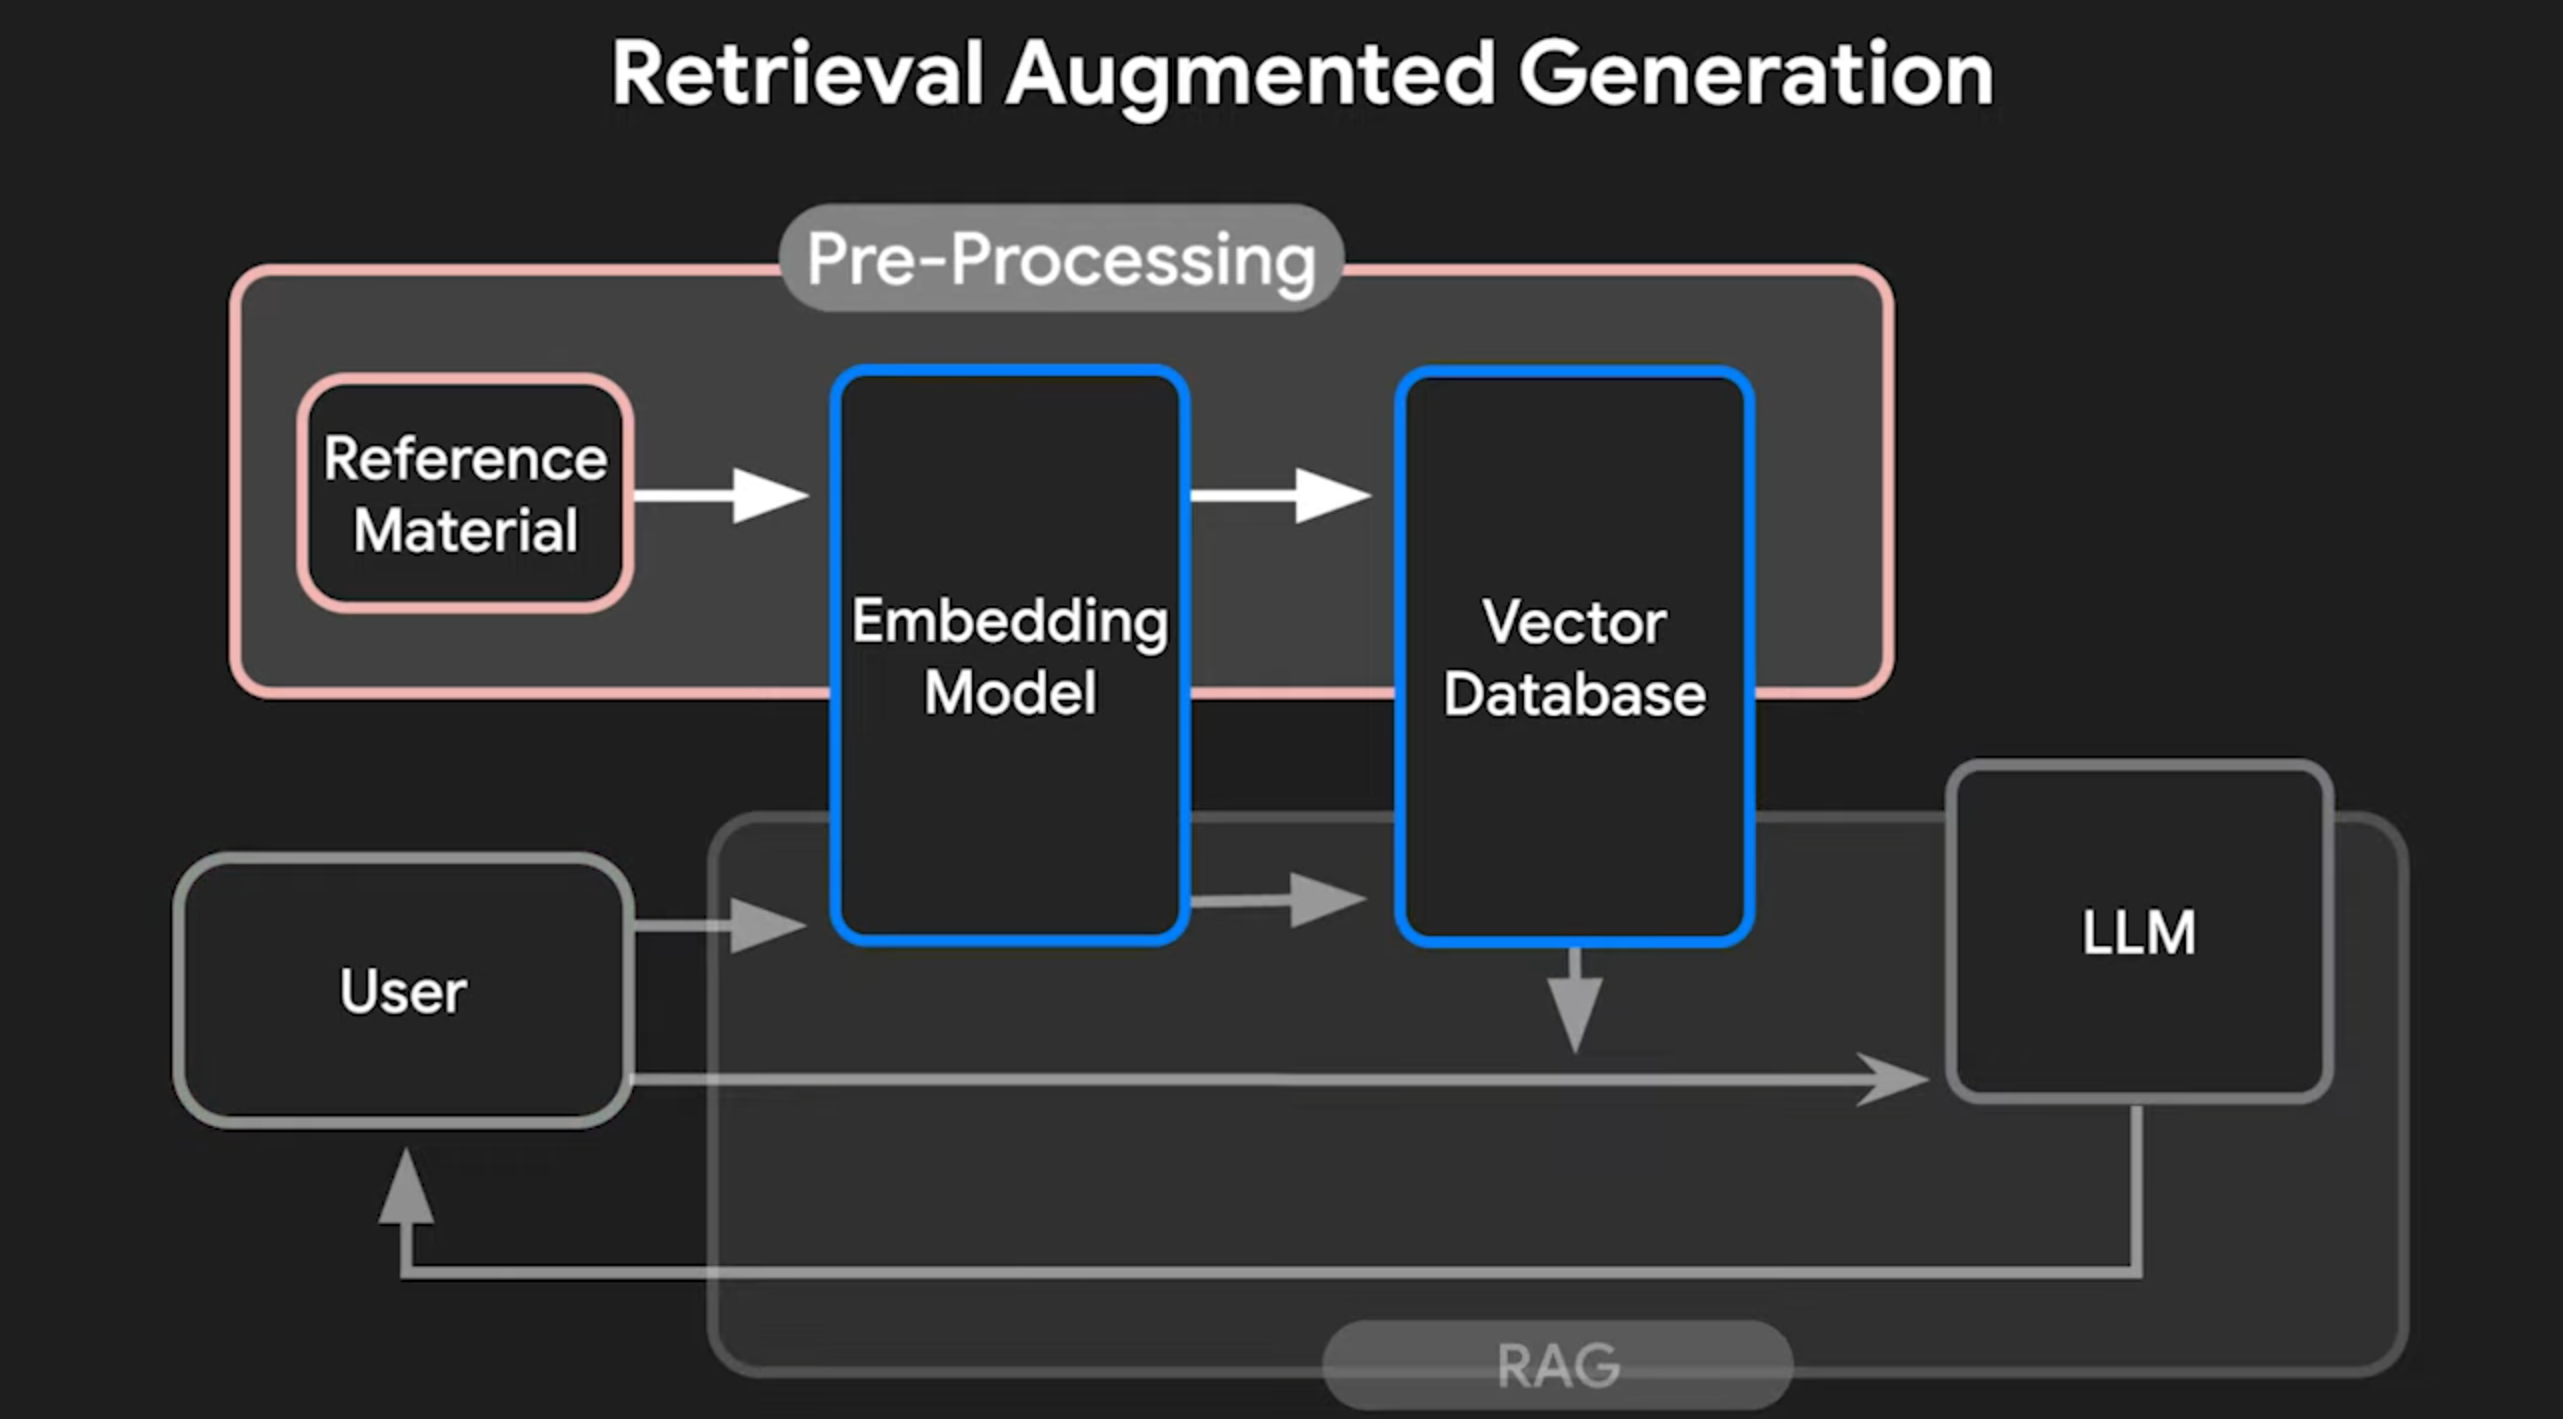 Retrieval Augmented Generation
Pre-Processing
Reference
Material
Embedding
Model
Vector
Database
User
LLM
RAG